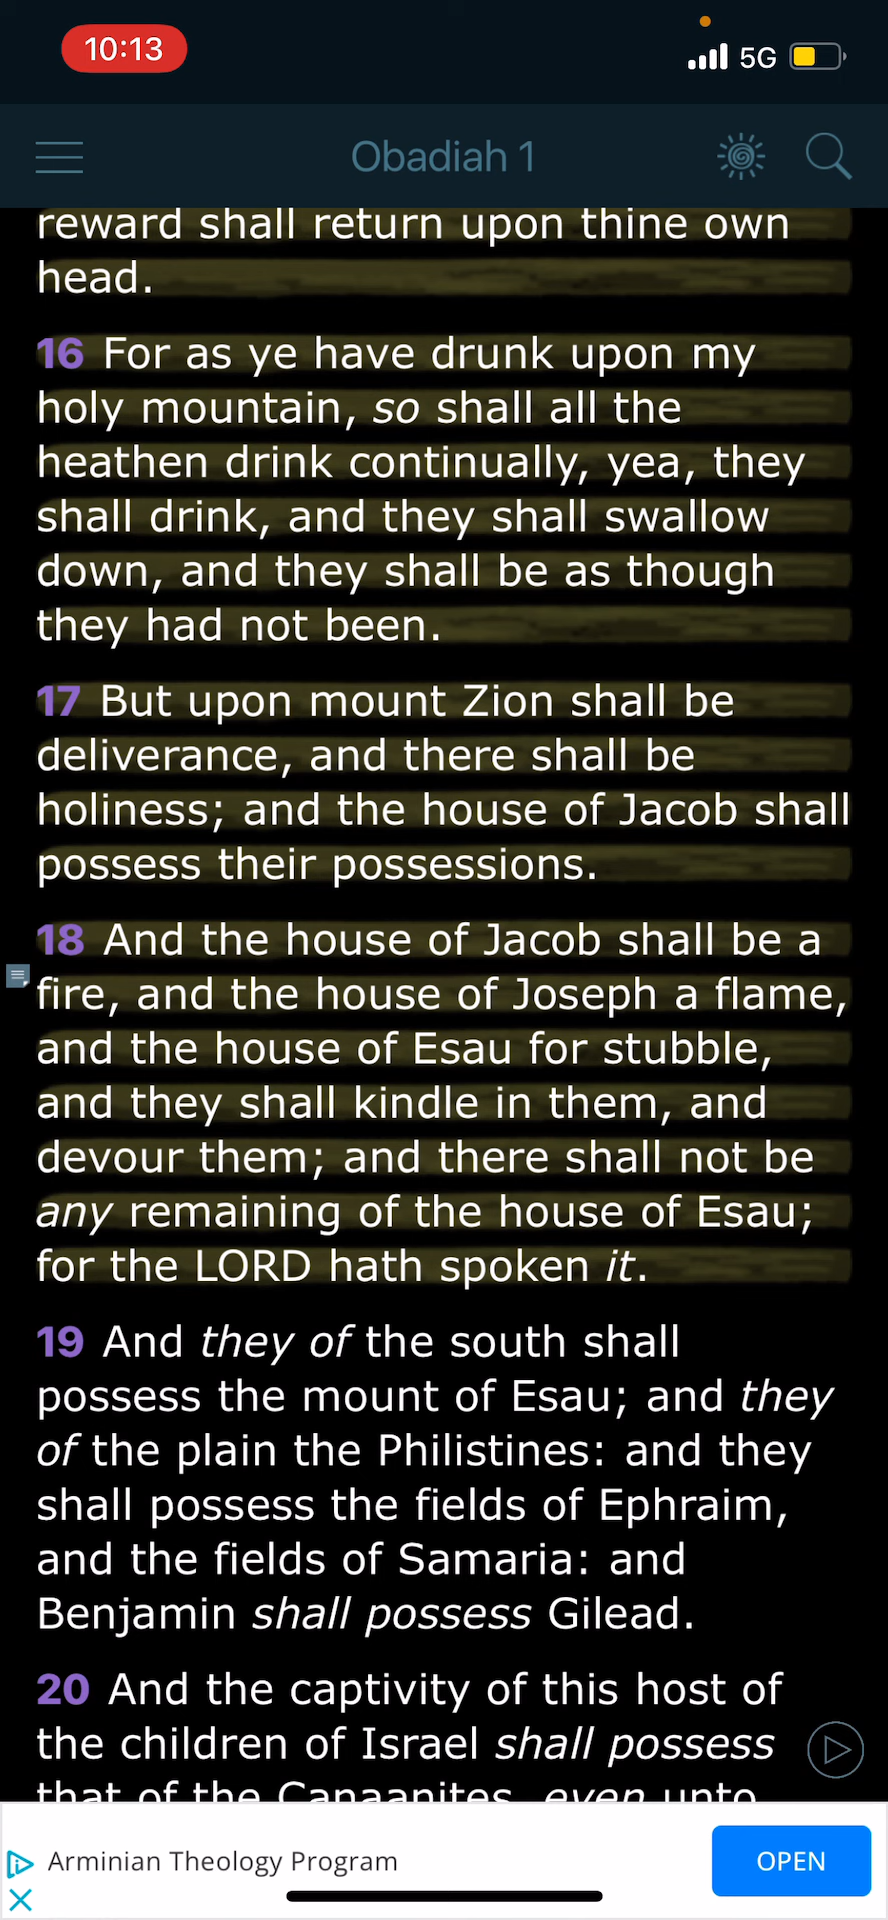 10:13
5G
Obadiah 1
reward shall return upon thine own
head.
16 For as ye have drunk upon my
holy mountain, so shall all the
heathen drink continually, yea, they
shall drink, and they shall swallow
down, and they shall be as though
they had not been.
17 But upon mount Zion shall be
deliverance, and there shall be
holiness; and the house of Jacob shall
possess their possessions.
18 And the house of Jacob shall be a
fire, and the house of Joseph a flame,
and the house of Esau for stubble,
and they shall kindle in them, and
devour them; and there shall not be
any remaining of the house of Esau;
for the LORD hath spoken it.
19 And they of the south shall
possess the mount of Esau; and they
of the plain the Philistines: and they
shall possess the fields of Ephraim,
and the fields of Samaria: and
Benjamin shall possess Gilead.
20 And the captivity of this host of
the children of Israel shall possess
that of the Canaanites, even unto
Arminian Theology Program
OPEN